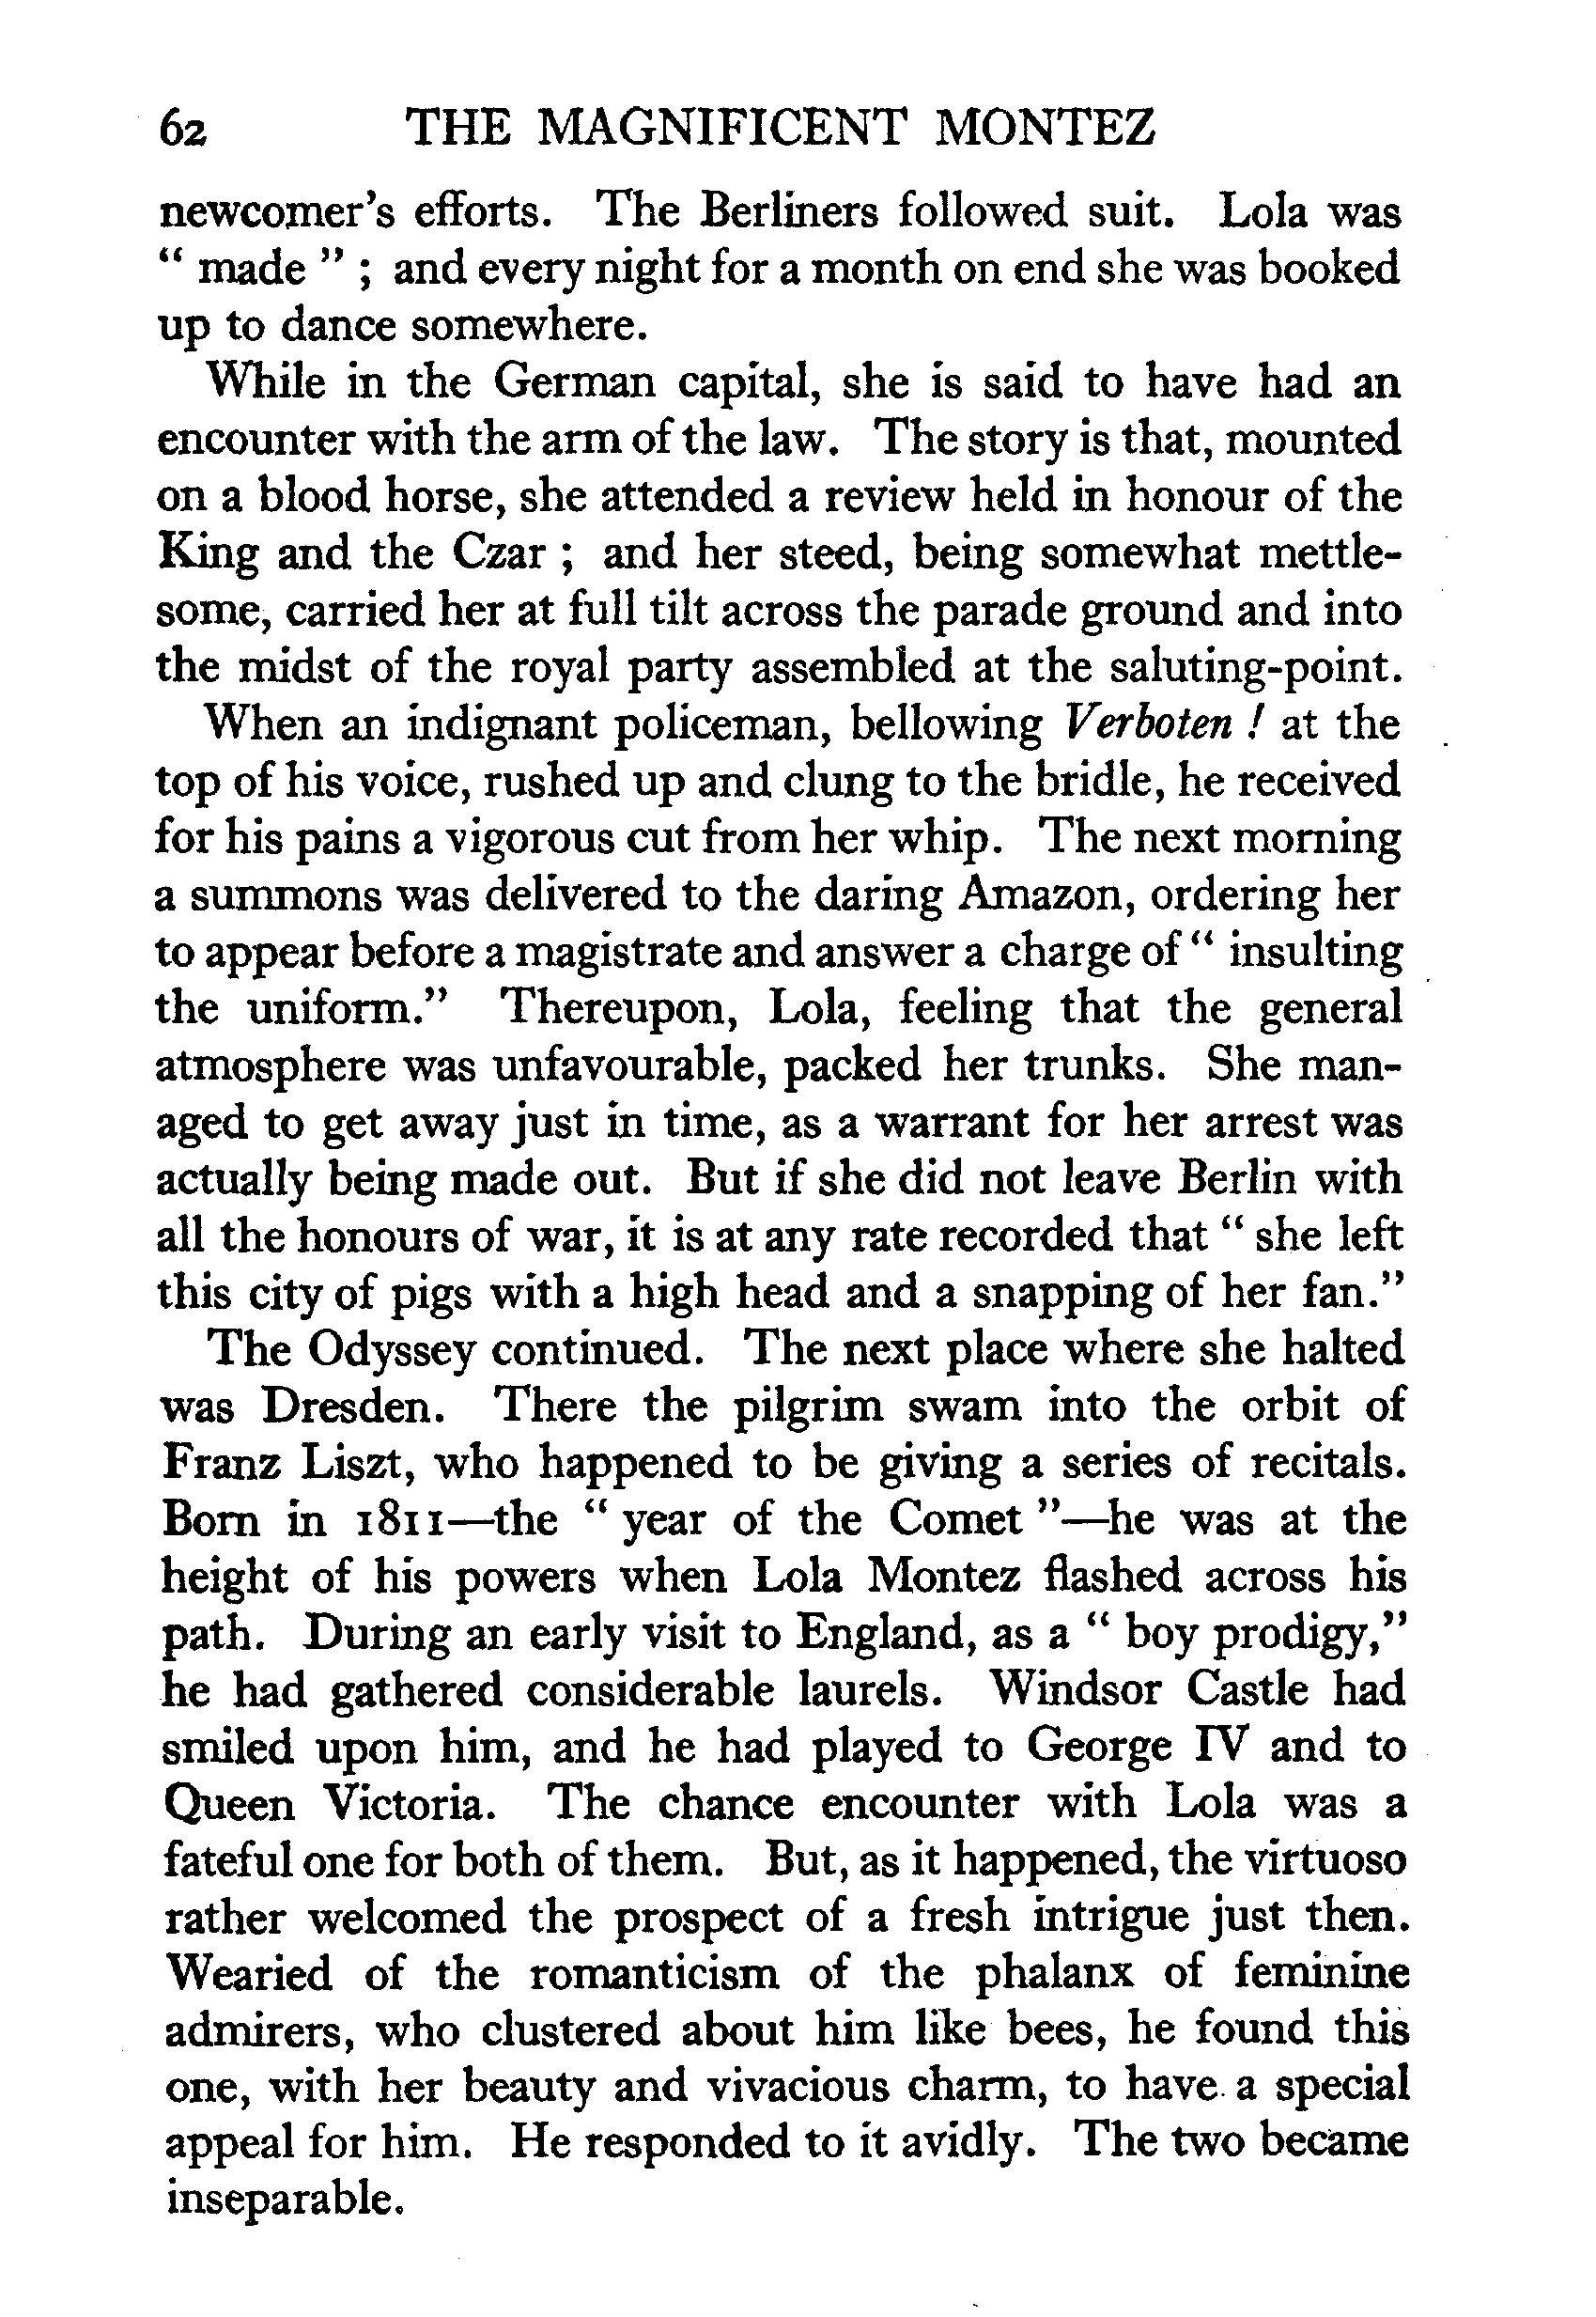 62 THE MAGNIFICENT MONTEZ
newcomer's efforts. The Berliners followed suit. Lola was
“ made ” ; and every night for a month on end she was booked
up to dance somewhere.
While in the German capital, she is said to have had an
encounter with the arm of the law. The story is that, mounted
on a blood horse, she attended a review held in honour of the
King and the Czar ; and her steed, being somewhat mettle-
some, carried her at full tilt across the parade ground and into
the midst of the royal party assembled at the saluting-point.
When an indignant policeman, bellowing Verboten ! at the
top of his voice, rushed up and clung to the bridle, he received
for his pains a vigorous cut from her whip. The next morning
a summons was delivered to the daring Amazon, ordering her
to appear before a magistrate and answer a charge of “ insulting
the uniform.” Thereupon, Lola, feeling that the general
atmosphere was unfavourable, packed her trunks. She man-
aged to get away just in time, as a warrant for her arrest was
actually being made out. But if she did not leave Berlin with
all the honours of war, it is at any rate recorded that “ she left
this city of pigs with a high head and a snapping of her fan.”
The Odyssey continued. The next place where she halted
was Dresden. There the pilgrim swam into the orbit of
Franz Liszt, who happened to be giving a series of recitals.
Born in 1811—the “ year of the Comet ”—he was at the
height of his powers when Lola Montez flashed across his
path. During an early visit to England, as a “ boy prodigy,”
he had gathered considerable laurels. Windsor Castle had
smiled upon him, and he had played to George IV and to
Queen Victoria. The chance encounter with Lola was a
fateful one for both of them. But, as it happened, the virtuoso
rather welcomed the prospect of a fresh intrigue just then.
Wearied of the romanticism of the phalanx of feminine
admirers, who clustered about him like bees, he found this
one, with her beauty and vivacious charm, to have a special
appeal for him. He responded to it avidly. The two became
inseparable.